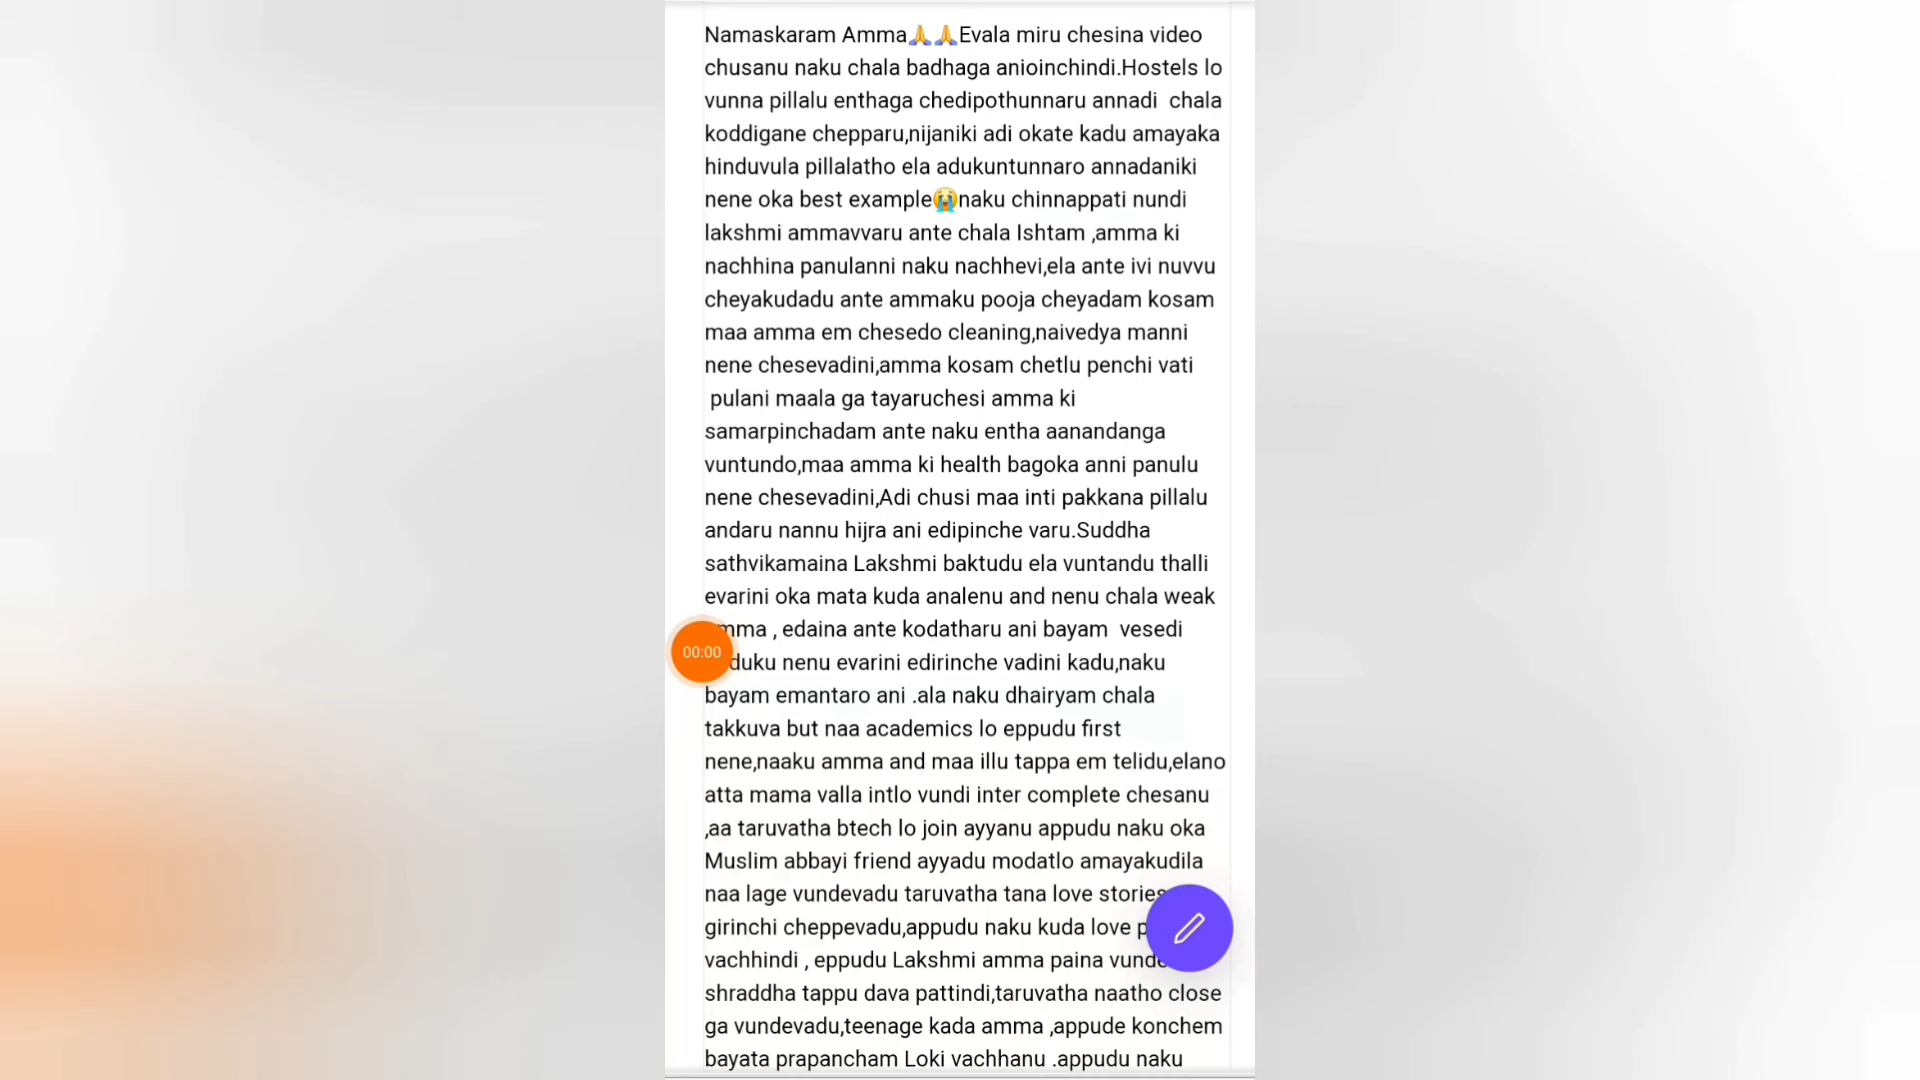 Namaskaram Amma🙏🙏Evala miru chesina video
chusanu naku chala badhaga anioinchindi.Hostels lo
vunna pillalu enthaga chedipothunnaru annadi  chala
koddigane chepparu,nijaniki adi okate kadu amayaka
hinduvula pillalatho ela adukuntunnaro annadaniki
nene oka best example😭naku chinnappati nundi
lakshmi ammavvaru ante chala Ishtam ,amma ki
nachhina panulanni naku nachhevi,ela ante ivi nuvvu
cheyakudadu ante ammaku pooja cheyadam kosam
maa amma em chesedo cleaning,naivedya manni
nene chesevadini,amma kosam chetlu penchi vati
pulani maala ga tayaruchesi amma ki
samarpinchadam ante naku entha aanandanga
vuntundo,maa amma ki health bagoka anni panulu
nene chesevadini,Adi chusi maa inti pakkana pillalu
andaru nannu hijra ani edipinche varu.Suddha
sathvikamaina Lakshmi baktudu ela vuntandu thalli
evarini oka mata kuda analenu and nenu chala weak
, edaina ante kodatharu ani bayam  vesedi
nenu evarini edirinche vadini kadu,naku
bayam emantaro ani .ala naku dhairyam chala
takkuva but naa academics lo eppudu first
nene,naaku amma and maa illu tappa em telidu,elano
atta mama valla intlo vundi inter complete chesanu
,aa taruvatha btech lo join ayyanu appudu naku oka
Muslim abbayi friend ayyadu modatlo amayakudila
naa lage vundevadu taruvatha tana love stories
girinchi cheppevadu,appudu naku kuda love
vachhindi , eppudu Lakshmi amma paina
shraddha tappu dava pattindi,taruvatha naatho close
ga vundevadu,teenage kada amma ,appude konchem
bayata prapancham Loki vachhanu .appudu naku
00:00